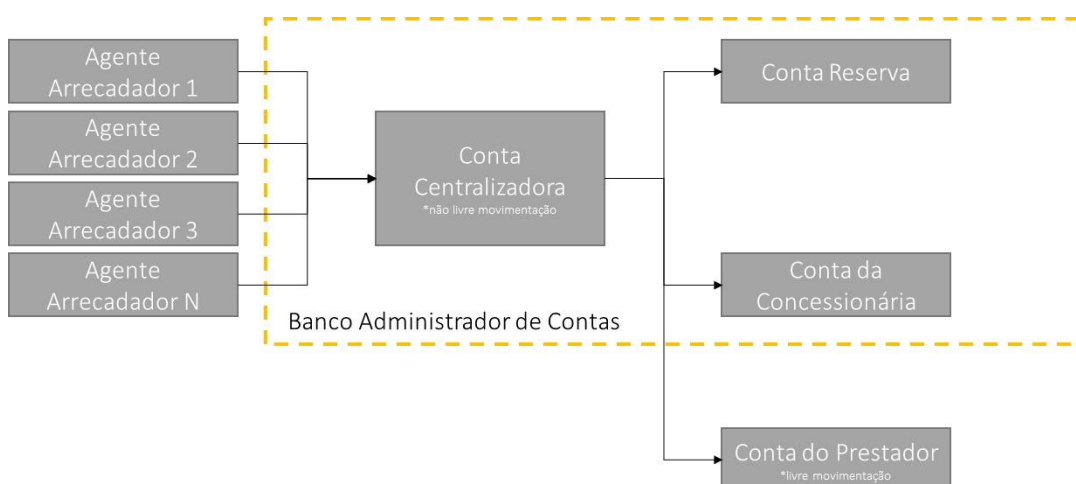 Agente
Arrecadador 1
Agente
Arrecadador 2
Agente
Arrecadador 3
Agente
Arrecadador N
Conta
Centralizadora
*não livre movimentação
Conta Reserva
Conta da
Concessionária
Banco Administrador de Contas
Conta do Prestador
*livre movimentação